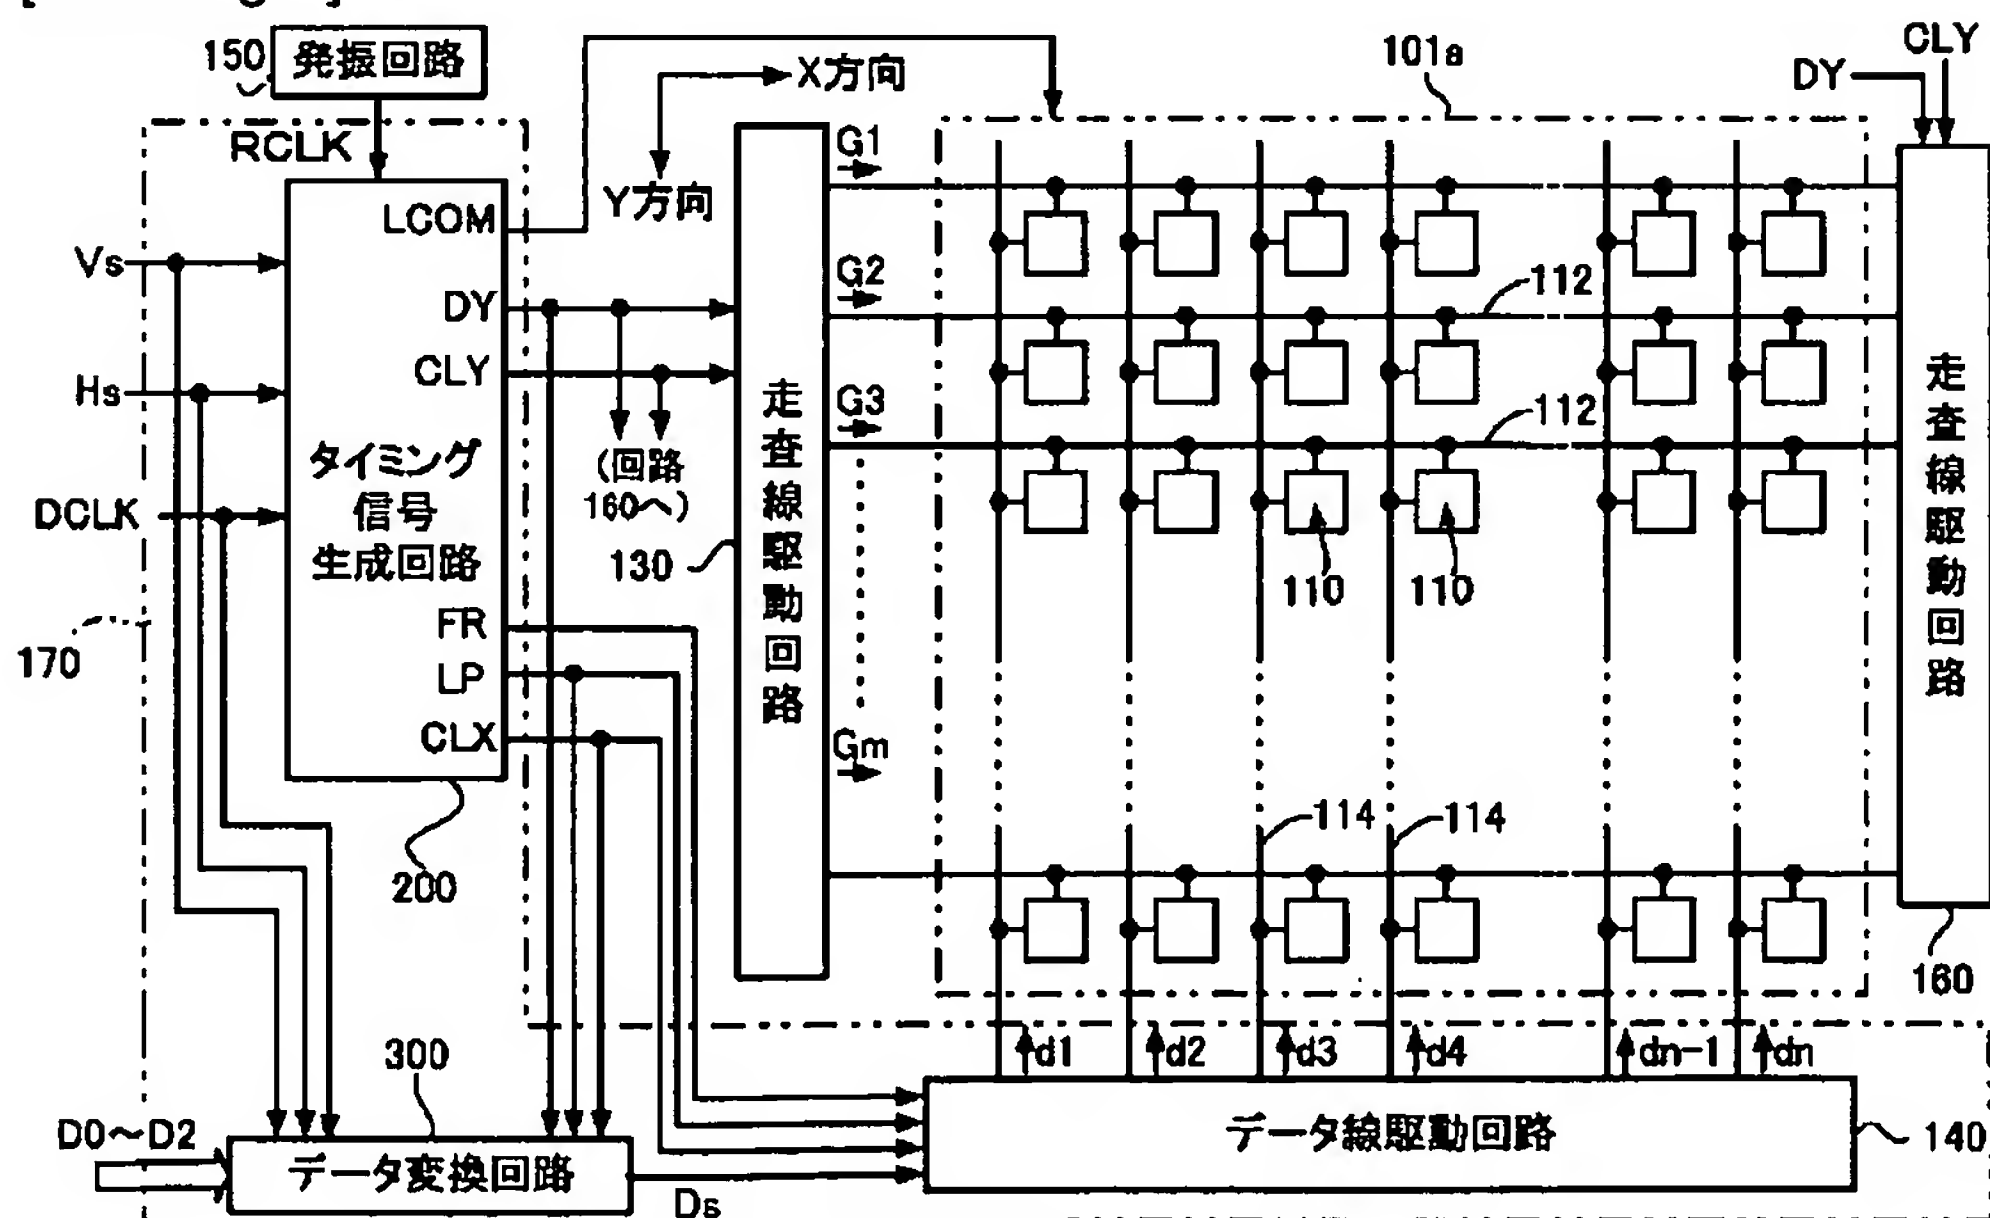 150
発振回路
RCLK
X方向
Y方向
101a
CLY
DY
G1
G2
G3
Gm
LCOM
DY
CLY
Vs
Hs
DCLK
タイミング
信号
生成回路
FR
LP
CLX
(回路
160へ)
130
走査線駆動回路
112
112
110
110
114
114
走査線駆動回路
160
170
200
300
D0～D2
データ変換回路
Ds
d1
d2
d3
d4
dn-1
dn
データ線駆動回路
140